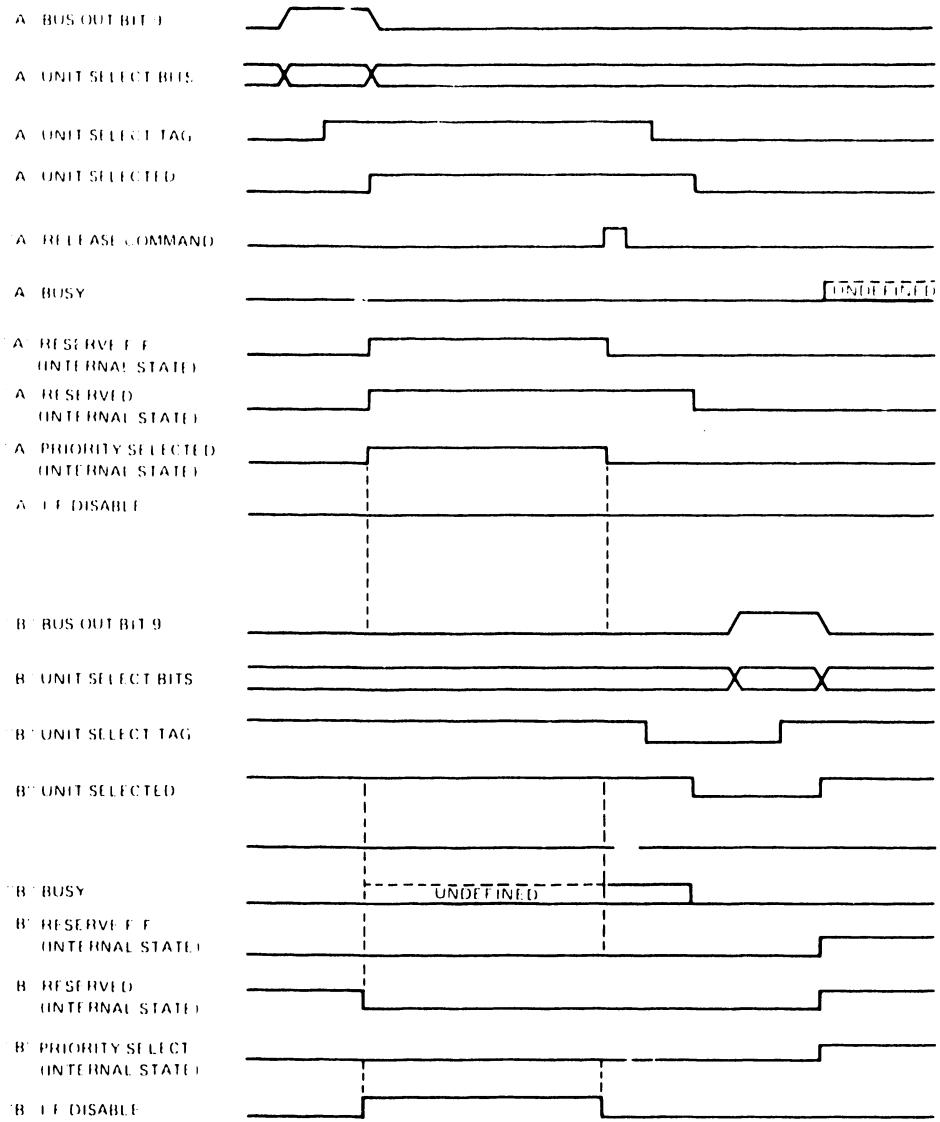 A BUS OUT BIT 9
A UNIT SELECT BITS
A UNIT SELECT TAG
A UNIT SELECTED
"A RELEASE COMMAND
A BUSY
UNDEFINED
"A RESERVE F F
(INTERNAL STATE)
A RESERVED
(INTERNAL STATE)
"A PRIORITY SELECTED
(INTERNAL STATE)
A I F DISABLE
"B" BUS OUT BIT 9
B" UNIT SELECT BITS
"B" UNIT SELECT TAG
B" UNIT SELECTED
"B" BUSY
UNDEFINED
B" RESERVE F F
(INTERNAL STATE)
B RESERVED
(INTERNAL STATE)
"B" PRIORITY SELECT
(INTERNAL STATE)
"B I F DISABLE